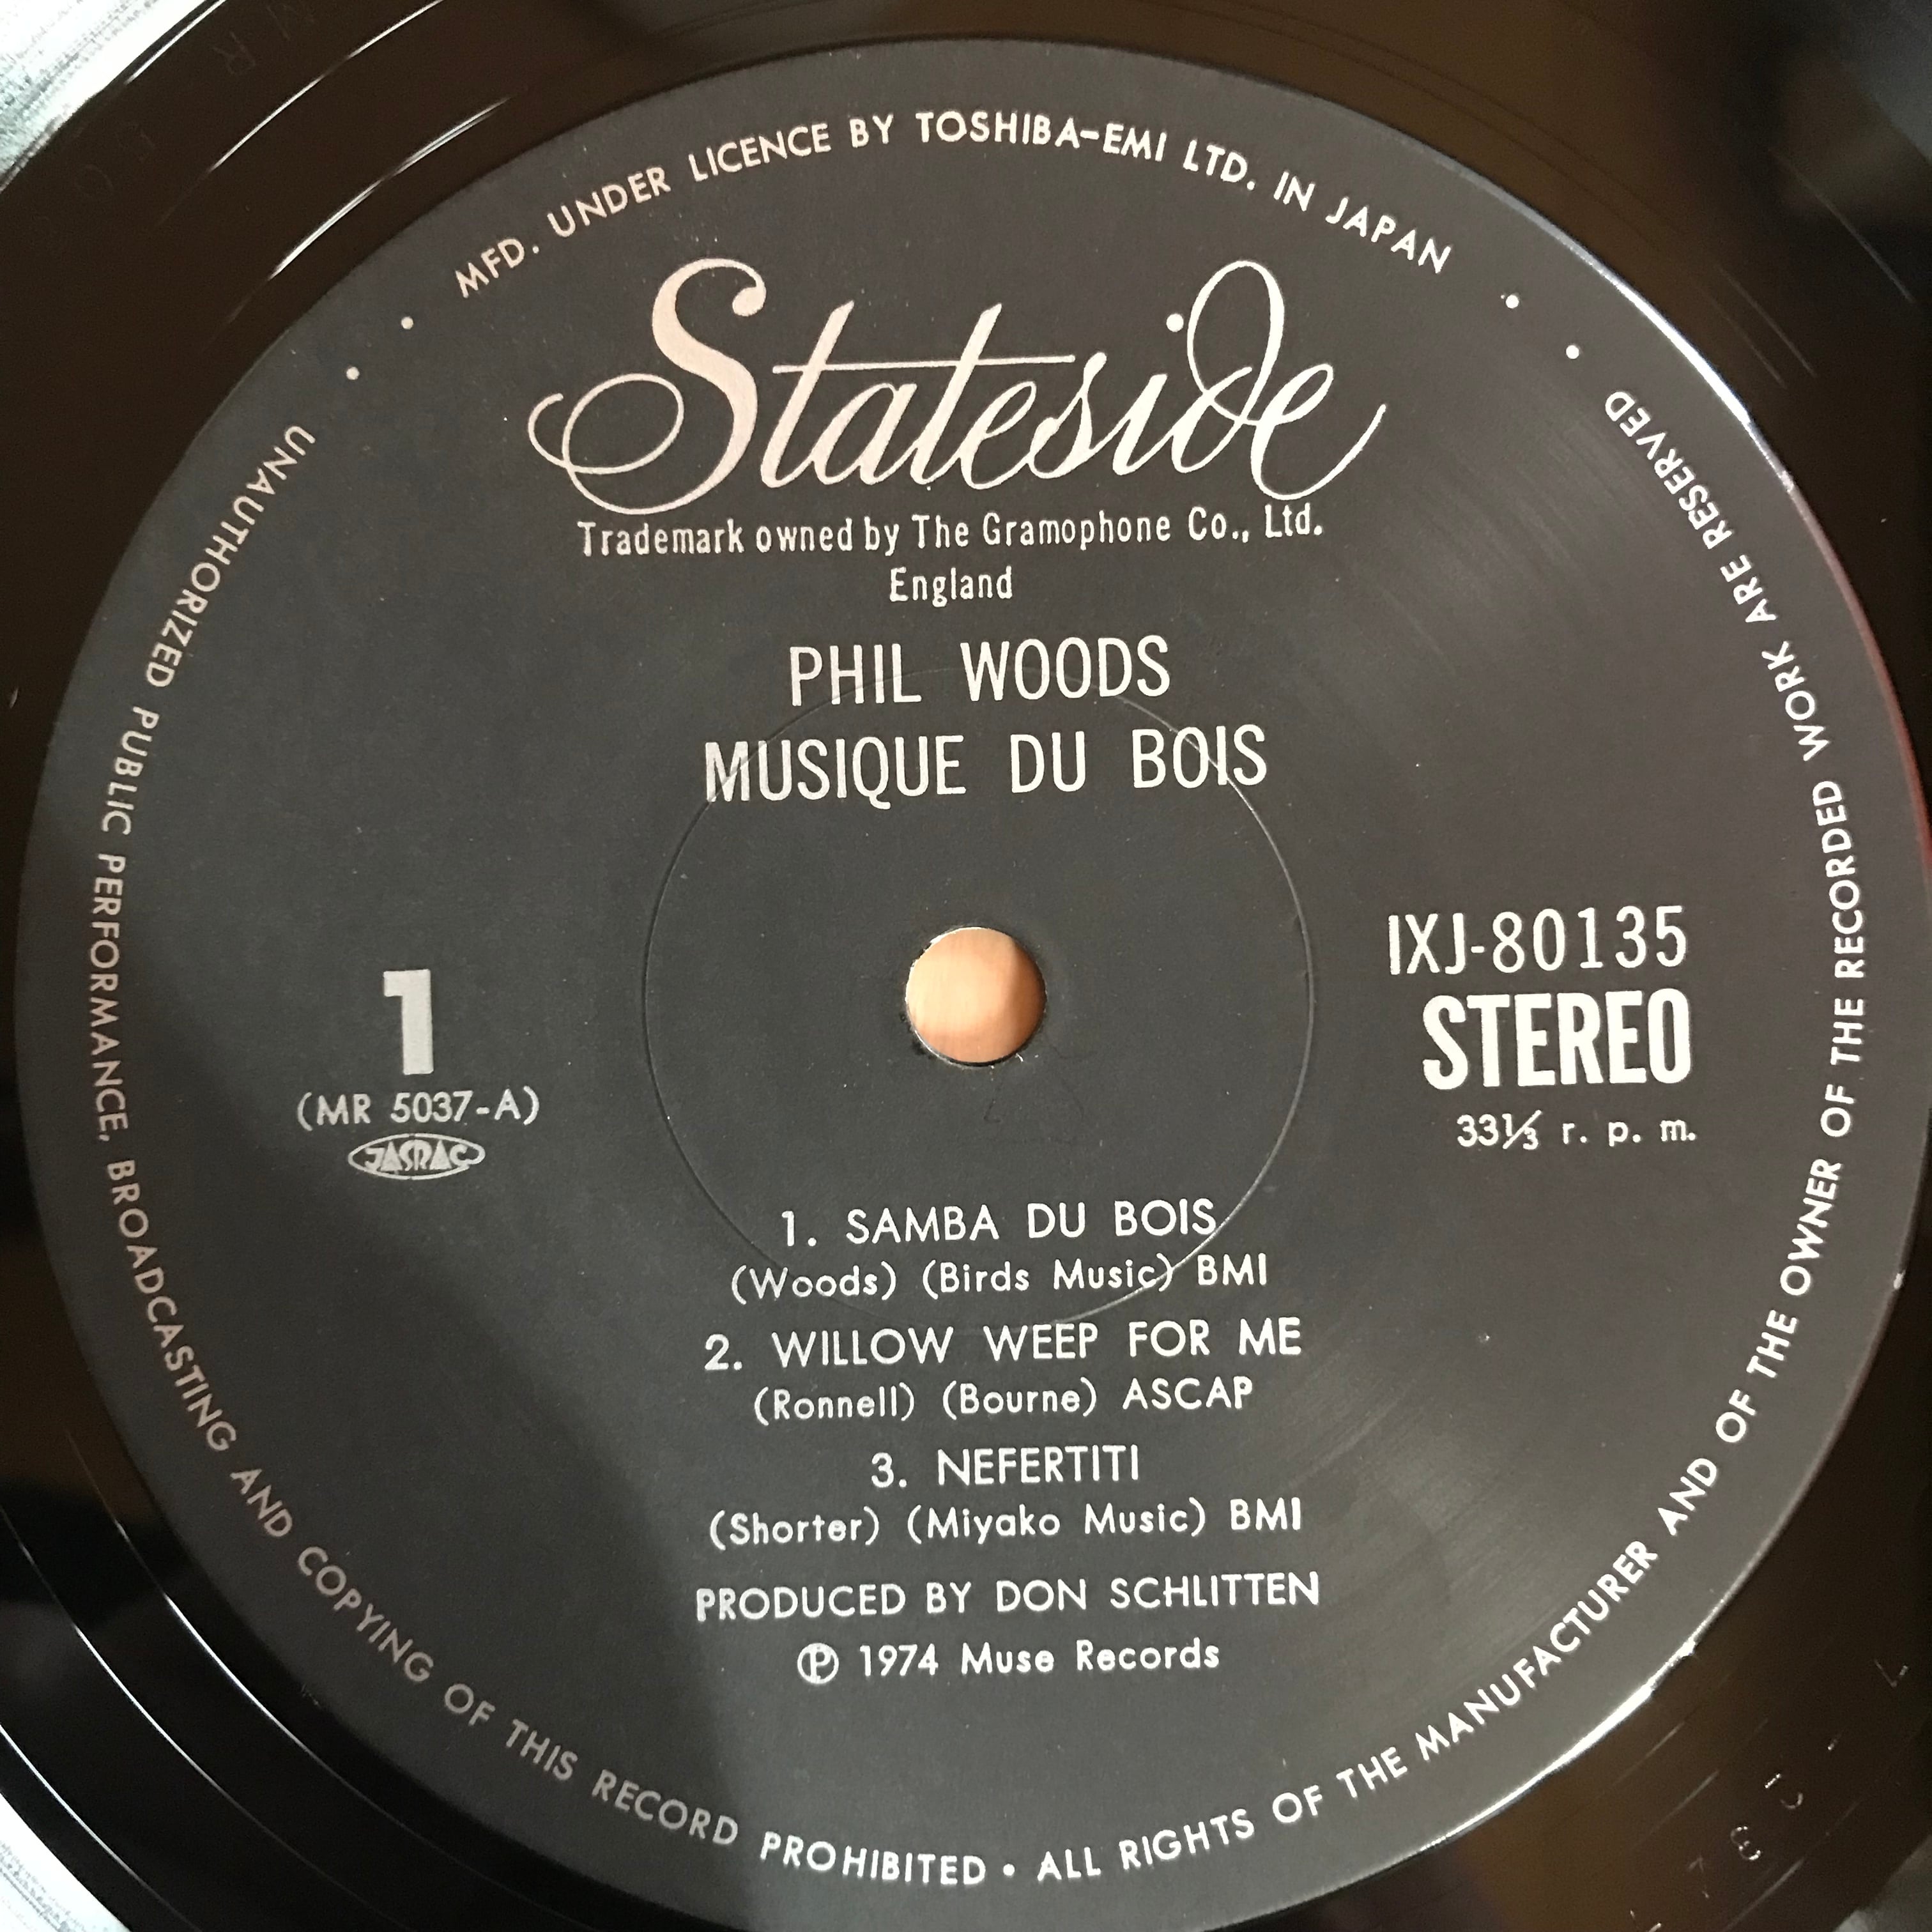 MFD. UNDER LICENCE BY TOSHIBA-EMI LTD. IN JAPAN
Stateside
Trademark owned by The Gramophone Co., Ltd.
England
PHIL WOODS
MUSIQUE DU BOIS
1
(MR 5037-A)
JASRAC
IXJ-80135
STEREO
33⅓ r. p. m.
1. SAMBA DU BOIS
(Woods) (Birds Music) BMI
2. WILLOW WEEP FOR ME
(Ronnell) (Bourne) ASCAP
3. NEFERTITI
(Shorter) (Miyako Music) BMI
PRODUCED BY DON SCHLITTEN
℗ 1974 Muse Records
UNAUTHORIZED PUBLIC PERFORMANCE, BROADCASTING AND COPYING OF THIS RECORD PROHIBITED • ALL RIGHTS OF THE MANUFACTURER AND OF THE OWNER OF THE RECORDED WORK ARE RESERVED